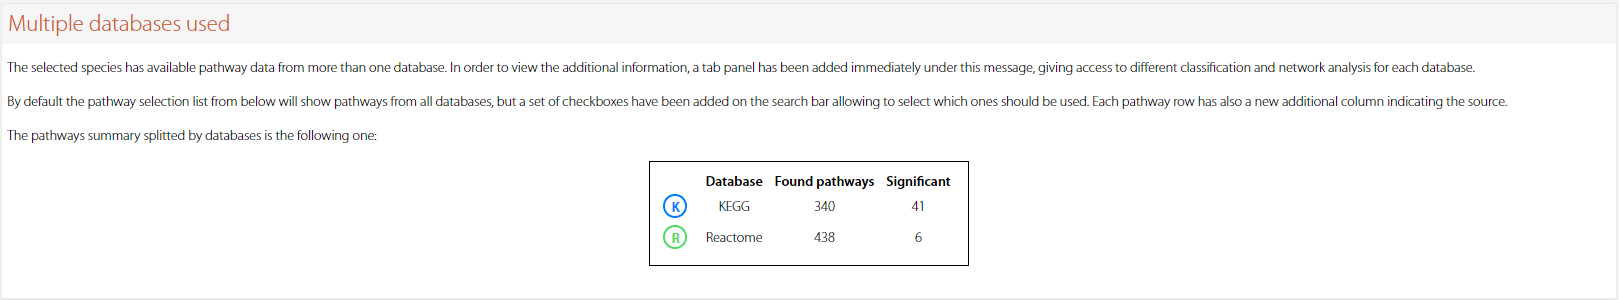 Multiple databases used
The selected species has available pathway data from more than one database. In order to view the additional information, a tab panel has been added immediately under this message, giving access to different classification and network analysis for each database.
By default the pathway selection list from below will show pathways from all databases, but a set of checkboxes have been added on the search bar allowing to select which ones should be used. Each pathway row has also a new additional column indicating the source.
The pathways summary splitted by databases is the following one:
Database Found pathways Significant
K KEGG 340 41
R Reactome 438 6